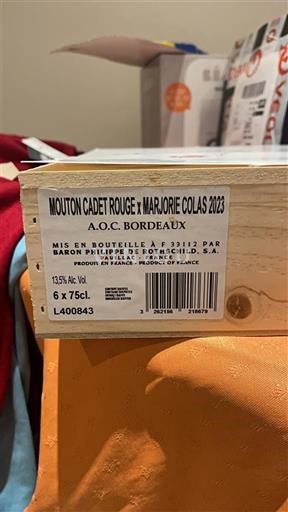 MOUTON CADET ROUGE x MARJORIE COLAS 2023
A.O.C. BORDEAUX
MIS EN BOUTEILLE À F 33112 PAR
BARON PHILIPPE DE ROTHSCHILD, S.A.
PAUILLAC - FRANCE
PRODUIT EN FRANCE - PRODUCT OF FRANCE
13,5% Alc. Vol.
6 x 75cl.
L400843
3 262156 218679